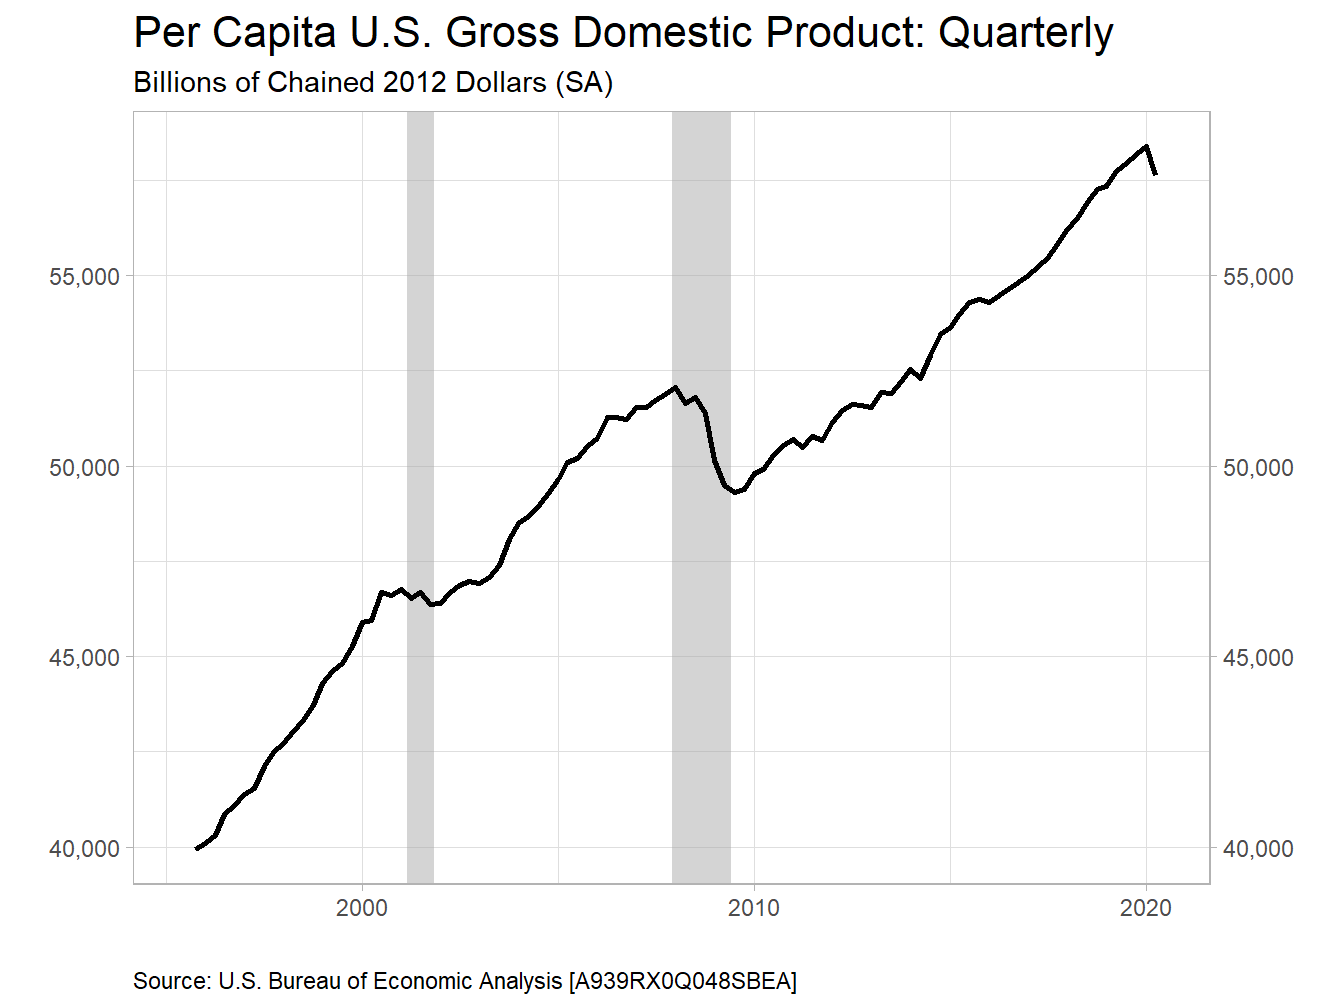 Per Capita U.S. Gross Domestic Product: Quarterly
Billions of Chained 2012 Dollars (SA)
55,000 55,000
50,000 50,000
45,000 45,000
40,000 40,000
2000 2010 2020
Source: U.S. Bureau of Economic Analysis [A939RX0Q048SBEA]